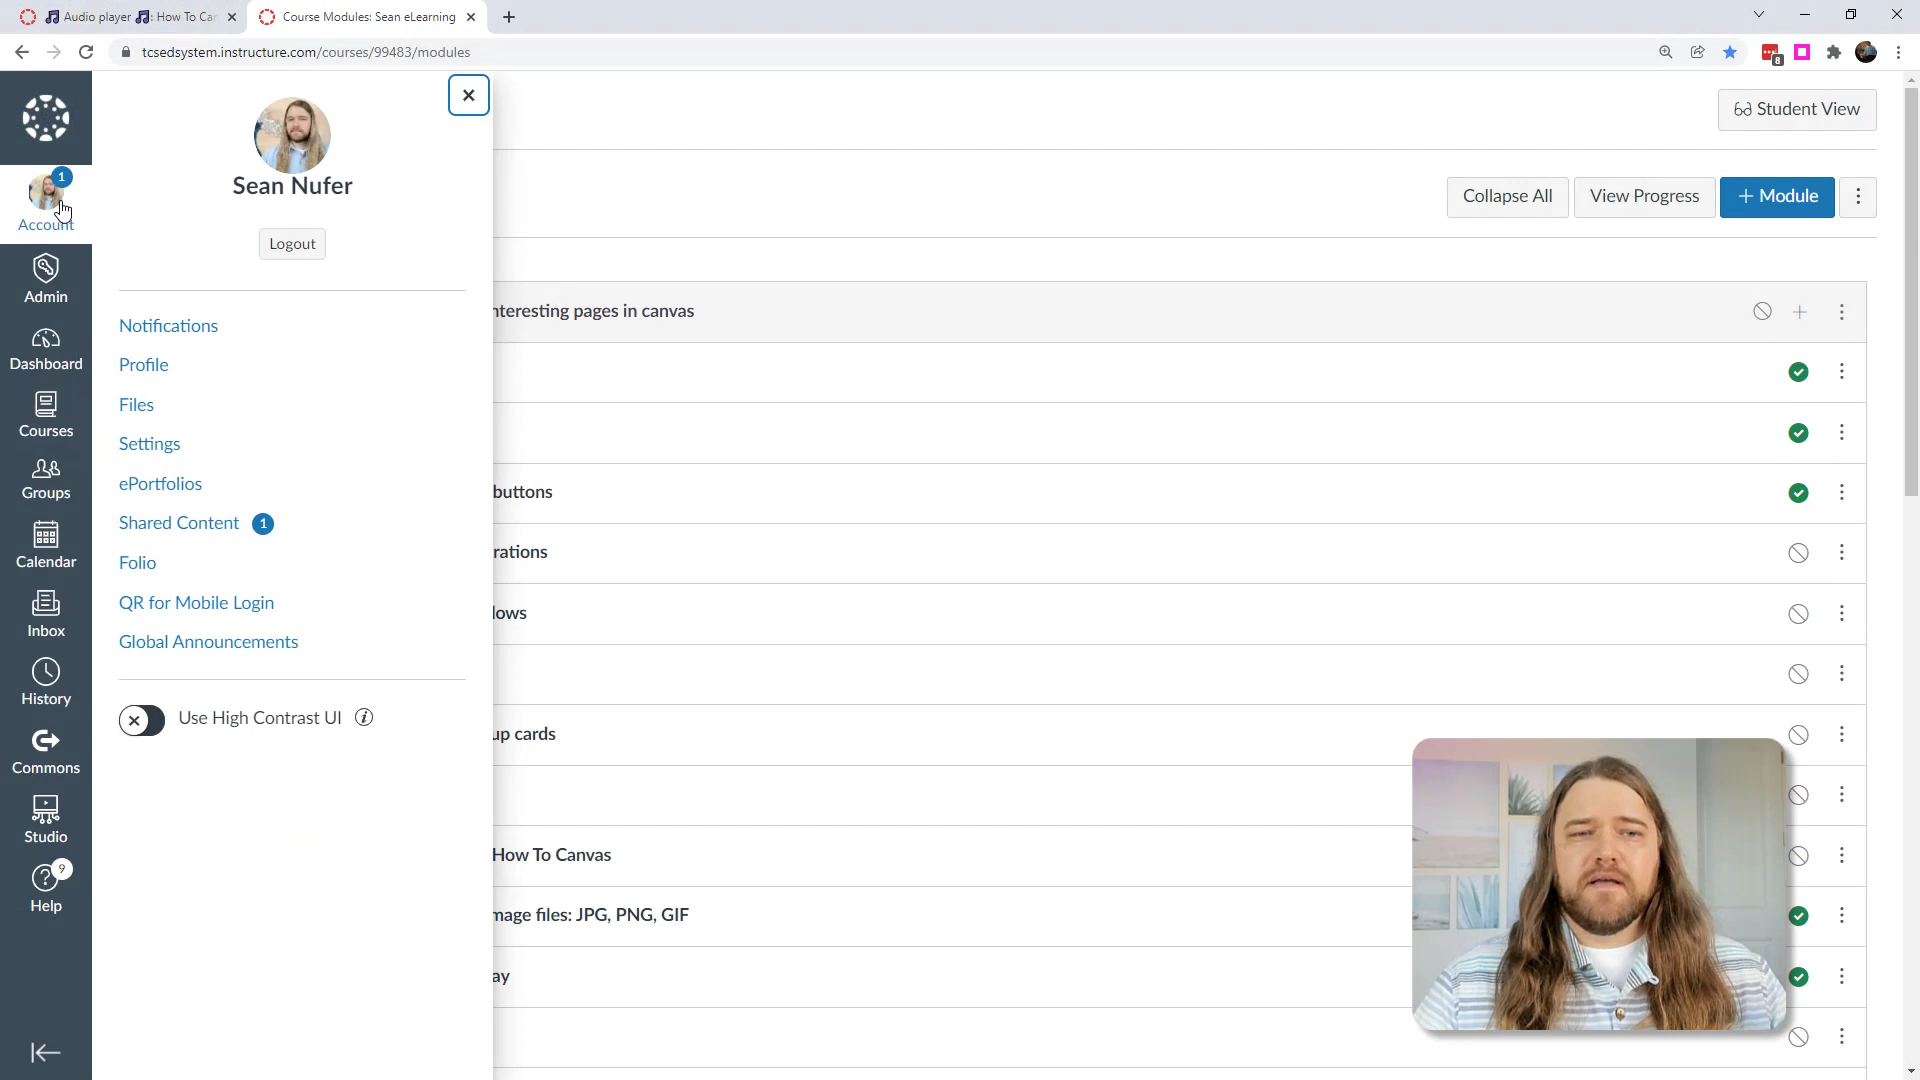 Audio player 🎵: How To Can
Course Modules: Sean eLearning
tcsedsystem.instructure.com/courses/99483/modules
8
Student View
1
Account
Sean Nufer
Logout
Collapse All
View Progress
+ Module
Admin
Dashboard
Courses
Groups
Calendar
Inbox
History
Commons
Studio
9
Help
Notifications
Profile
Files
Settings
ePortfolios
Shared Content 1
Folio
QR for Mobile Login
Global Announcements
Use High Contrast UI
nteresting pages in canvas
buttons
rations
lows
up cards
How To Canvas
mage files: JPG, PNG, GIF
ay